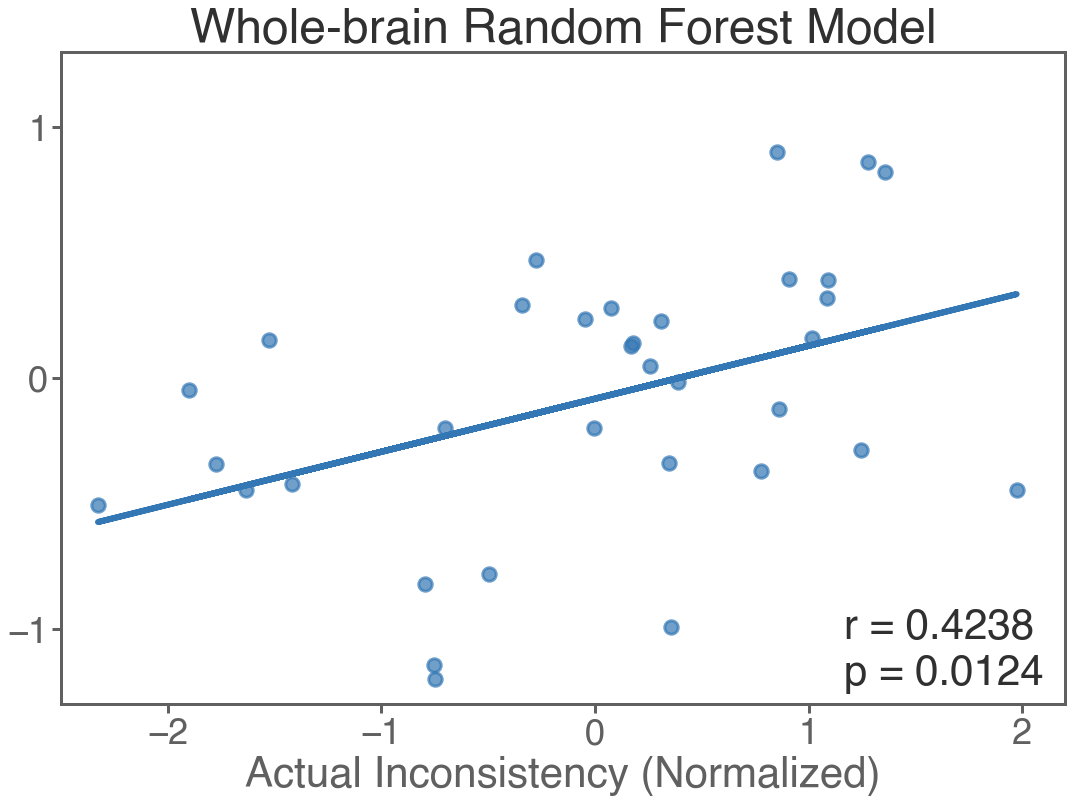 Whole-brain Random Forest Model
1
0
−1
r = 0.4238
p = 0.0124
−2 −1 0 1 2
Actual Inconsistency (Normalized)